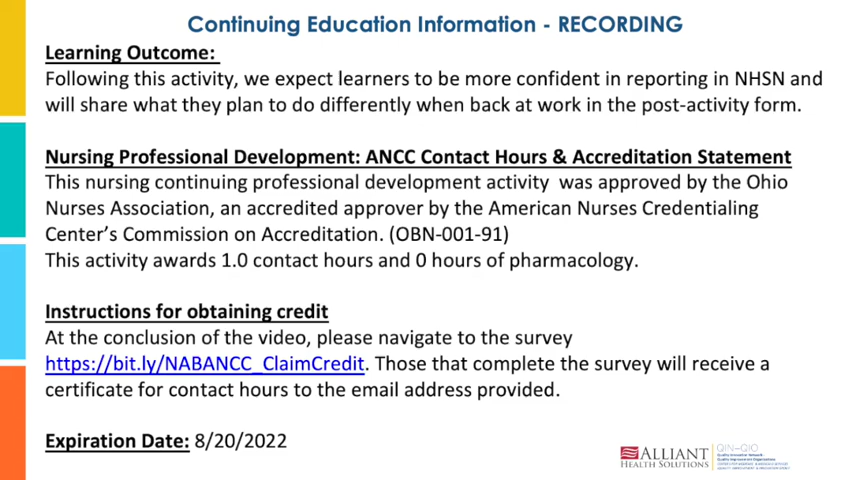 Continuing Education Information - RECORDING
Learning Outcome:
Following this activity, we expect learners to be more confident in reporting in NHSN and
will share what they plan to do differently when back at work in the post-activity form.
Nursing Professional Development: ANCC Contact Hours & Accreditation Statement
This nursing continuing professional development activity was approved by the Ohio
Nurses Association, an accredited approver by the American Nurses Credentialing
Center's Commission on Accreditation. (OBN-001-91)
This activity awards 1.0 contact hours and 0 hours of pharmacology.
Instructions for obtaining credit
At the conclusion of the video, please navigate to the survey
https://bit.ly/NABANCC_ClaimCredit. Those that complete the survey will receive a
certificate for contact hours to the email address provided.
Expiration Date: 8/20/2022
ALLIANT
HEALTH SOLUTIONS
QIN-QIO
Quality Innovation Network -
Quality Improvement Organizations